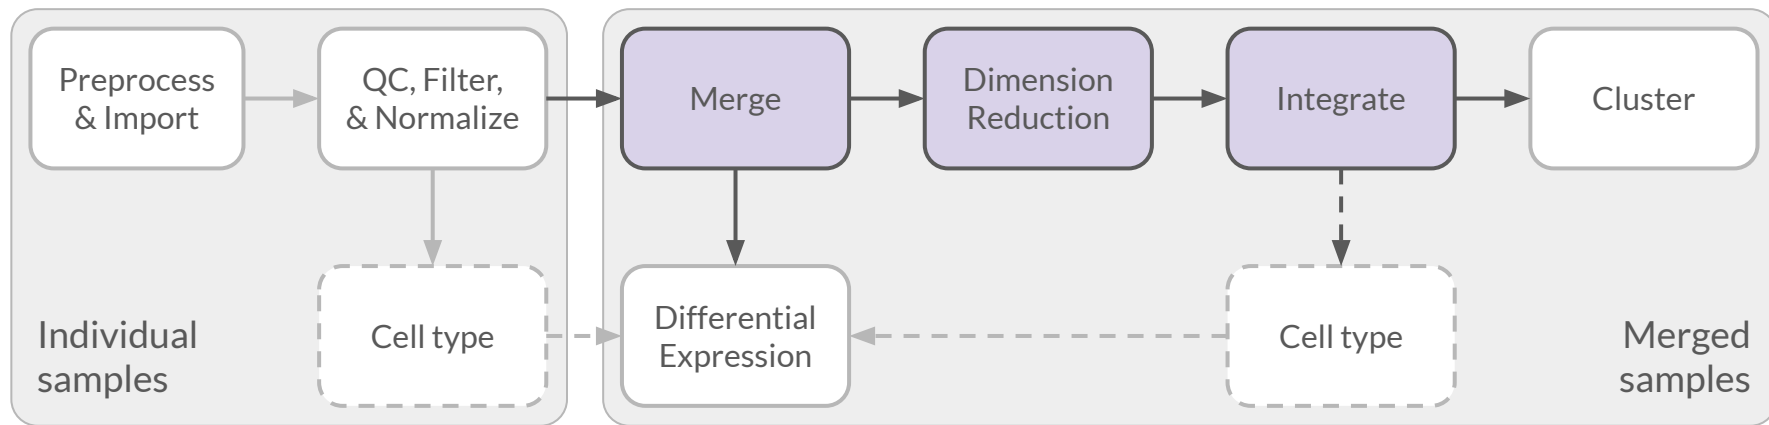 Preprocess
& Import
QC, Filter,
& Normalize
Merge
Dimension
Reduction
Integrate
Cluster
Individual
samples
Cell type
Differential
Expression
Cell type
Merged
samples